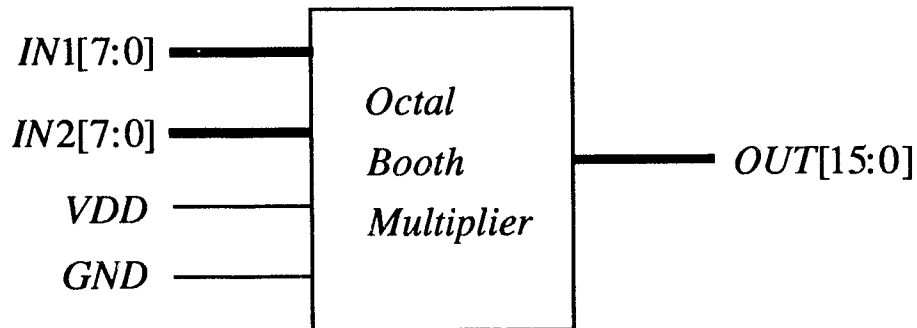 IN1[7:0]
IN2[7:0]
VDD
GND
Octal
Booth
Multiplier
OUT[15:0]